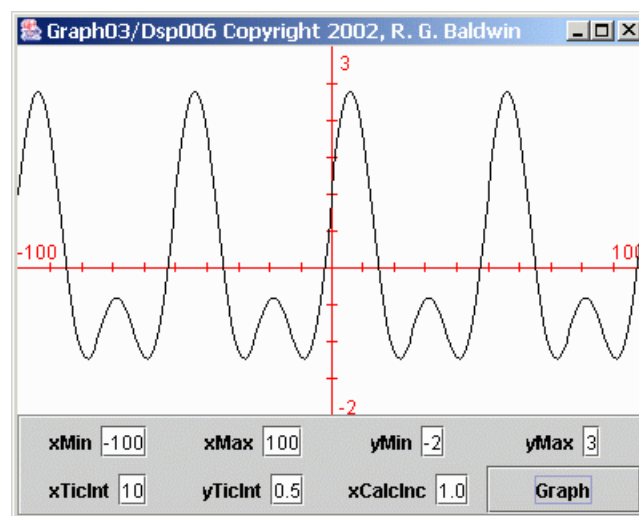 Graph03/Dsp006 Copyright 2002, R. G. Baldwin
3
-100
100
-2
xMin -100 xMax 100 yMin -2 yMax 3
xTicInt 10 yTicInt 0.5 xCalcInc 1.0 Graph